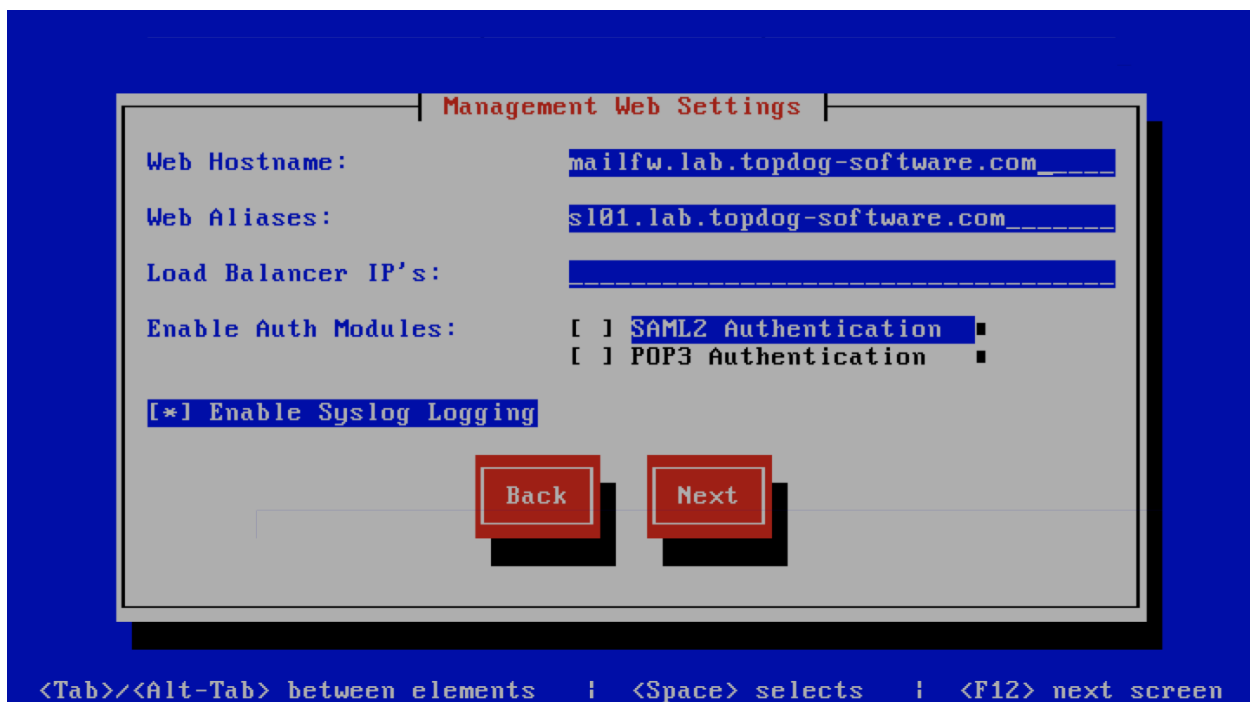 Management Web Settings
Web Hostname: mailfw.lab.topdog-software.com_____
Web Aliases: sl01.lab.topdog-software.com_______
Load Balancer IP's: ___________________________________
Enable Auth Modules: [ ] SAML2 Authentication
[ ] POP3 Authentication
[*] Enable Syslog Logging
Back Next
<Tab>/<Alt-Tab> between elements | <Space> selects | <F12> next screen